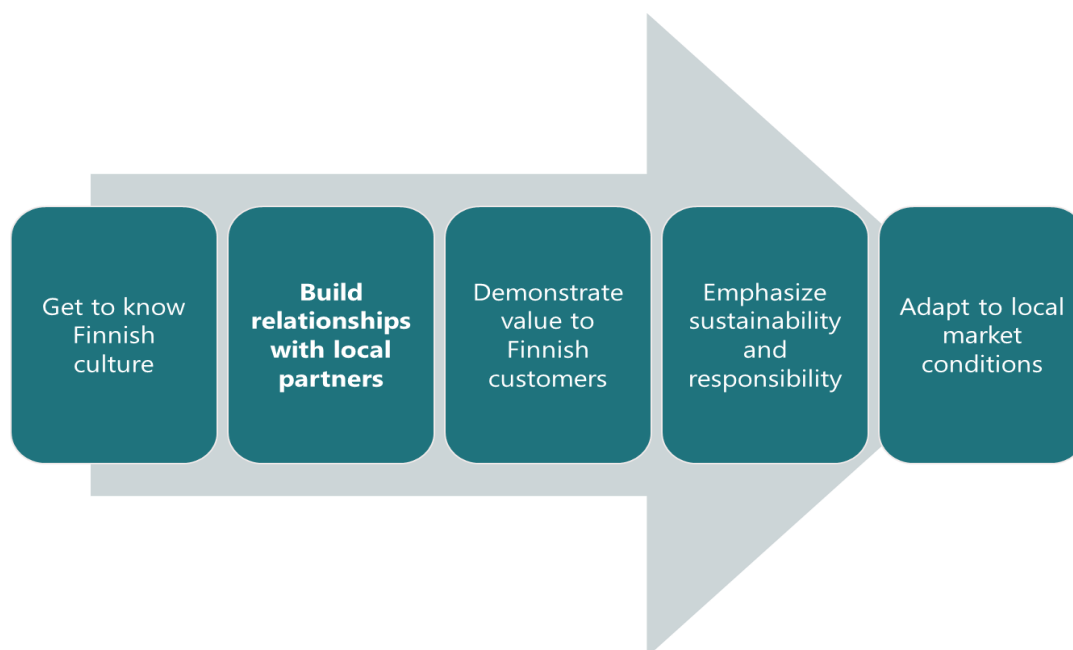 Get to know
Finnish
culture
Build
relationships
with local
partners
Demonstrate
value to
Finnish
customers
Emphasize
sustainability
and
responsibility
Adapt to local
market
conditions